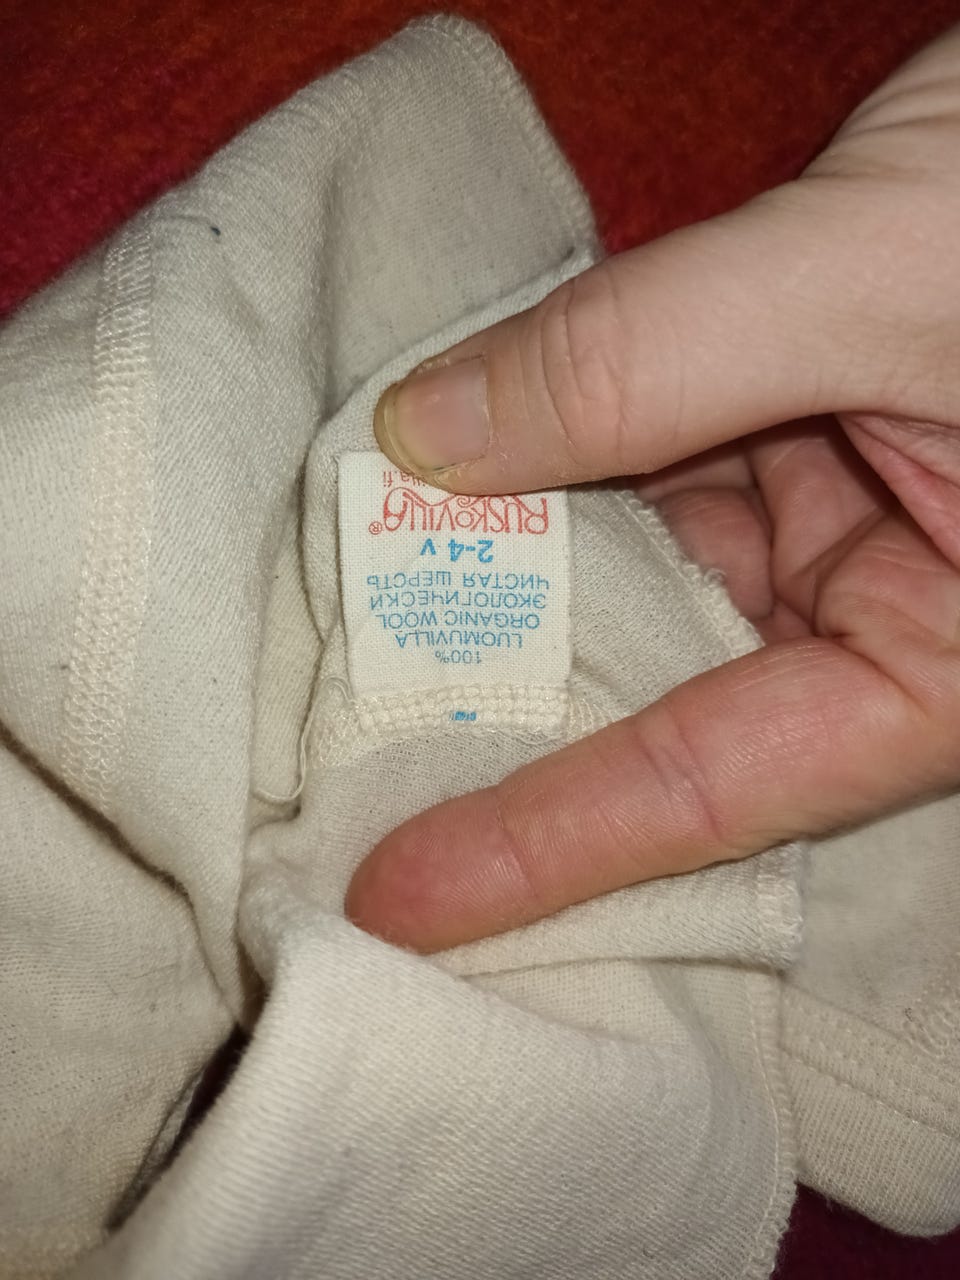 RUSKOVILLA®
2-4 v
ЧИСТАЯ ШЕРСТЬ
ЭКОЛОГИЧЕСКИ
ORGANIC WOOL
LUOMUVILLA
100%